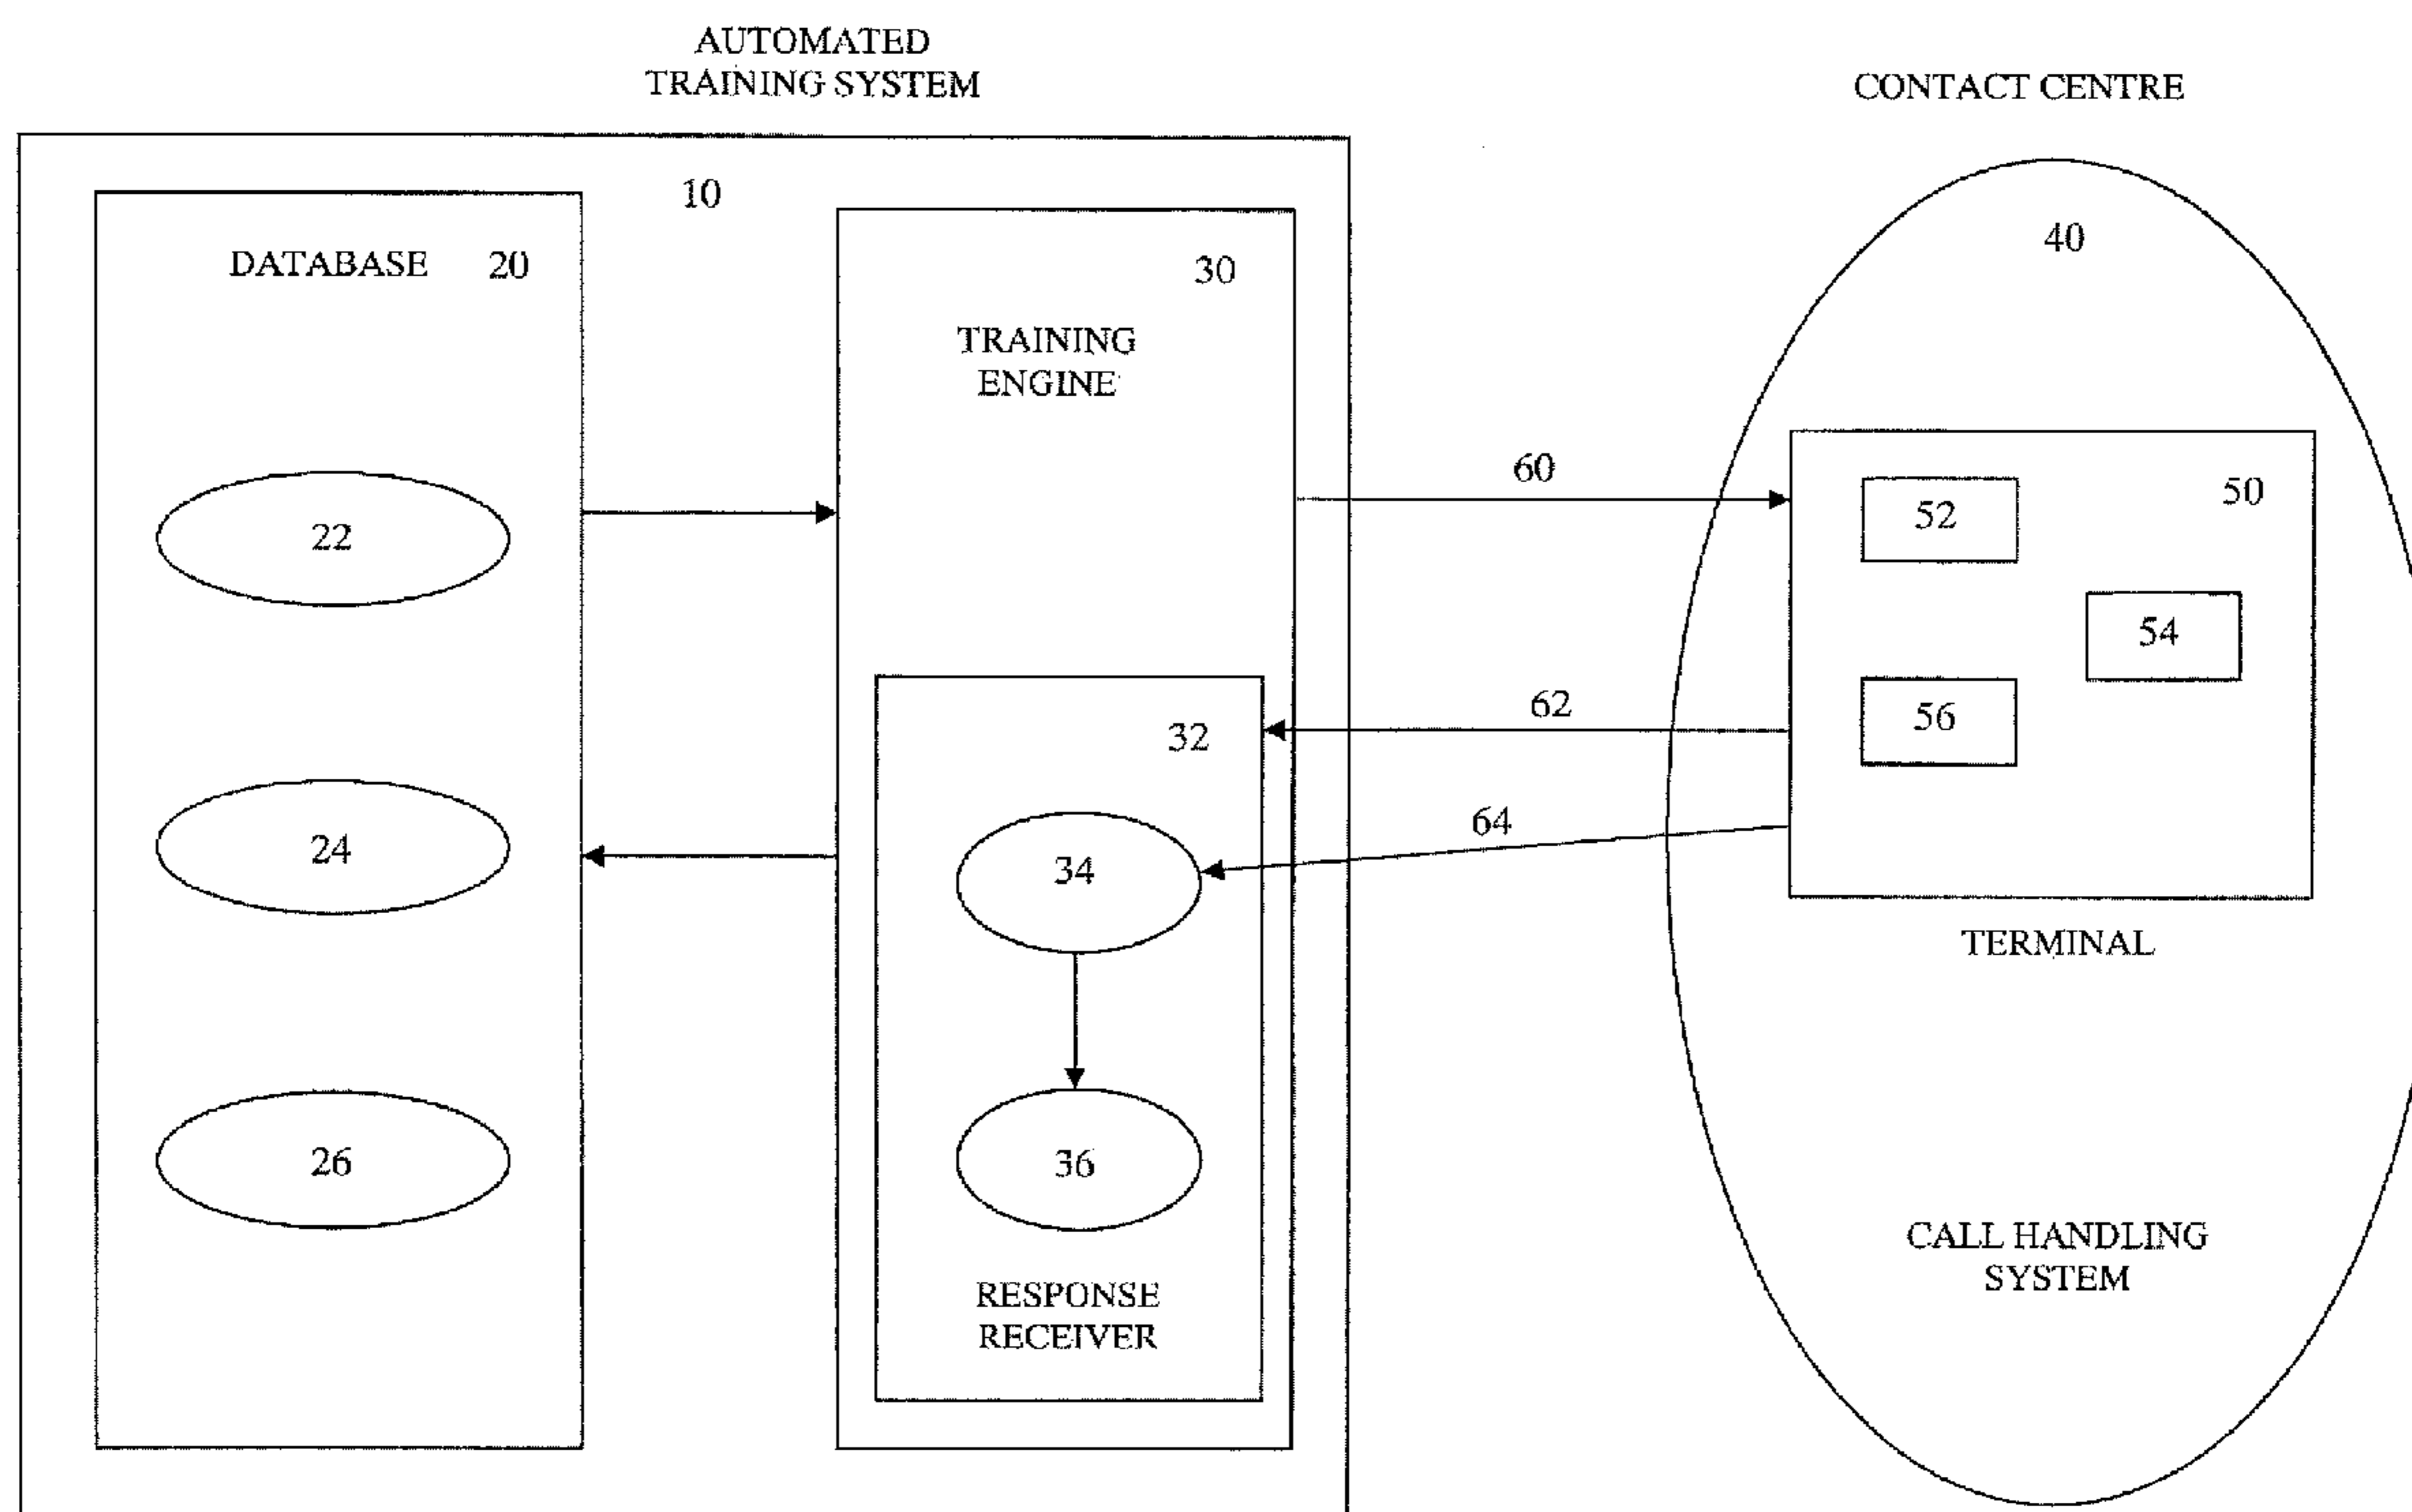 AUTOMATED
TRAINING SYSTEM
CONTACT CENTRE
10
DATABASE 20
30
TRAINING
ENGINE
40
22
60
50
52
54
62
56
32
24
64
34
TERMINAL
26
36
CALL HANDLING
SYSTEM
RESPONSE
RECEIVER